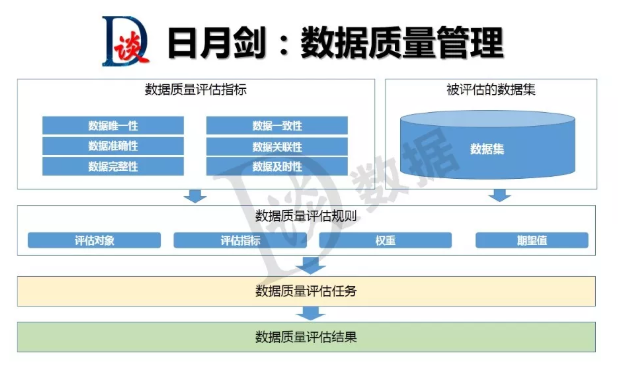 谈
日月剑：数据质量管理
数据质量评估指标
数据唯一性
数据一致性
数据准确性
数据关联性
数据完整性
数据及时性
被评估的数据集
数据集
数据质量评估规则
评估对象
评估指标
权重
期望值
数据质量评估任务
数据质量评估结果
谈数据